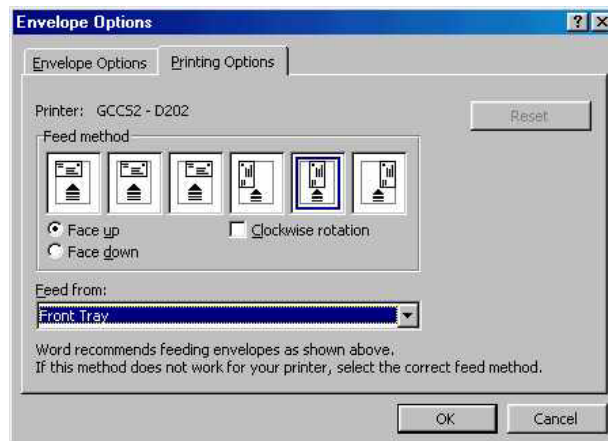 Envelope Options
Envelope Options Printing Options
Printer: GCCS2 - D202
Reset
Feed method
Face up
Clockwise rotation
Face down
Feed from:
Front Tray
Word recommends feeding envelopes as shown above.
If this method does not work for your printer, select the correct feed method.
OK Cancel